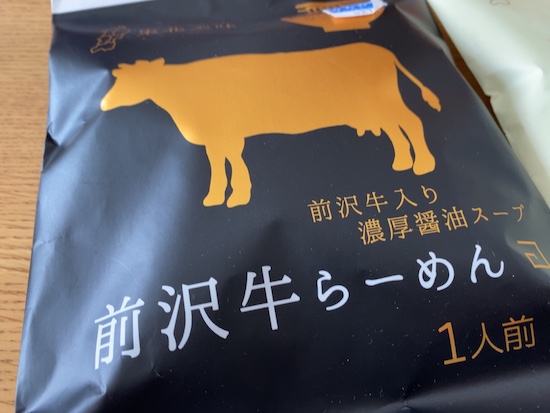 前沢牛入り
濃厚醤油スープ
前沢牛らーめん
1人前